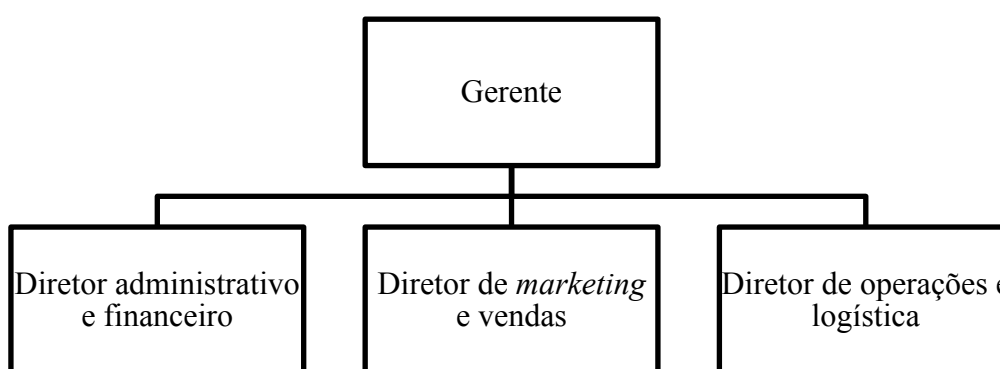 Gerente
Diretor administrativo
e financeiro
Diretor de marketing
e vendas
Diretor de operações e
logística